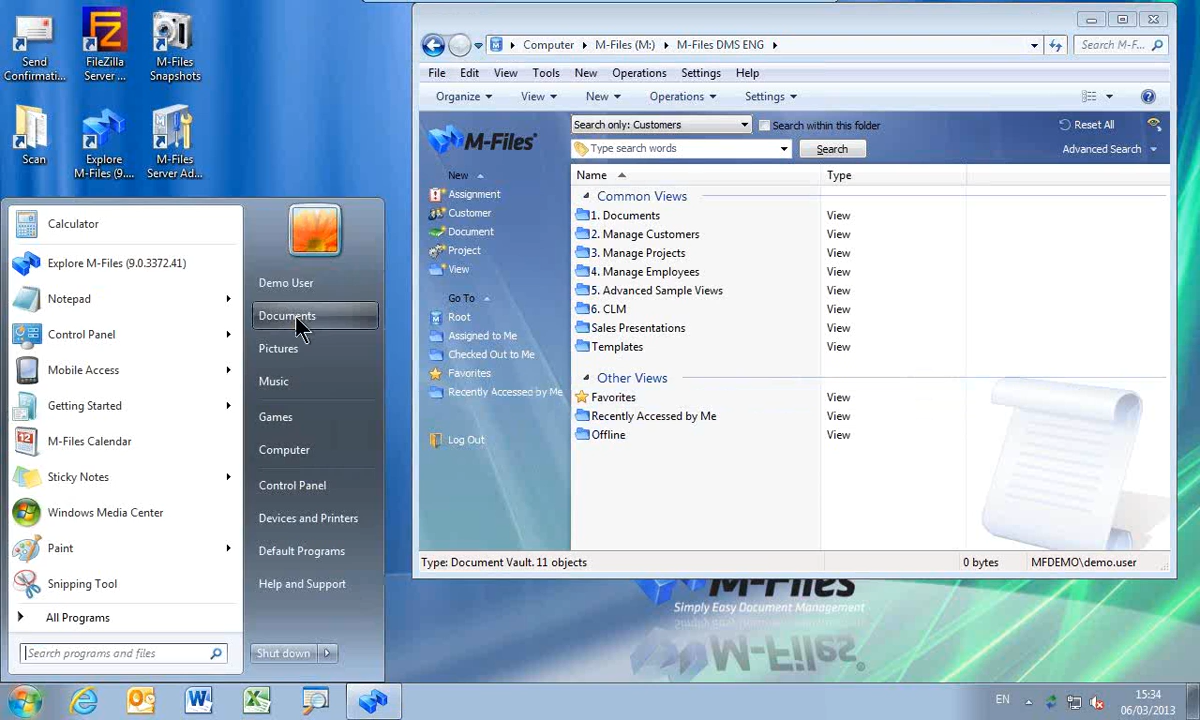 Send
Confirmati...
FileZilla
Server ...
M-Files
Snapshots
Scan
Explore
M-Files (9....
M-Files
Server Ad...
Calculator
Explore M-Files (9.0.3372.41)
Notepad
Control Panel
Mobile Access
Getting Started
M-Files Calendar
Sticky Notes
Windows Media Center
Paint
Snipping Tool
All Programs
Search programs and files
Demo User
Documents
Pictures
Music
Games
Computer
Control Panel
Devices and Printers
Default Programs
Help and Support
Shut down
Computer M-Files (M:) M-Files DMS ENG
Search M-F...
File Edit View Tools New Operations Settings Help
Organize View New Operations Settings
M-Files
Search only: Customers
Search within this folder
Reset All
Type search words
Search
Advanced Search
New
Assignment
Customer
Document
Project
View
Go To
Root
Assigned to Me
Checked Out to Me
Favorites
Recently Accessed by Me
Log Out
Name Type
Common Views
1. Documents View
2. Manage Customers View
3. Manage Projects View
4. Manage Employees View
5. Advanced Sample Views View
6. CLM View
Sales Presentations View
Templates View
Other Views
Favorites View
Recently Accessed by Me View
Offline View
Type: Document Vault. 11 objects
0 bytes
MFDEMO\demo.user
M-Files
Simply Easy Document Management
EN
15:34
06/03/2013